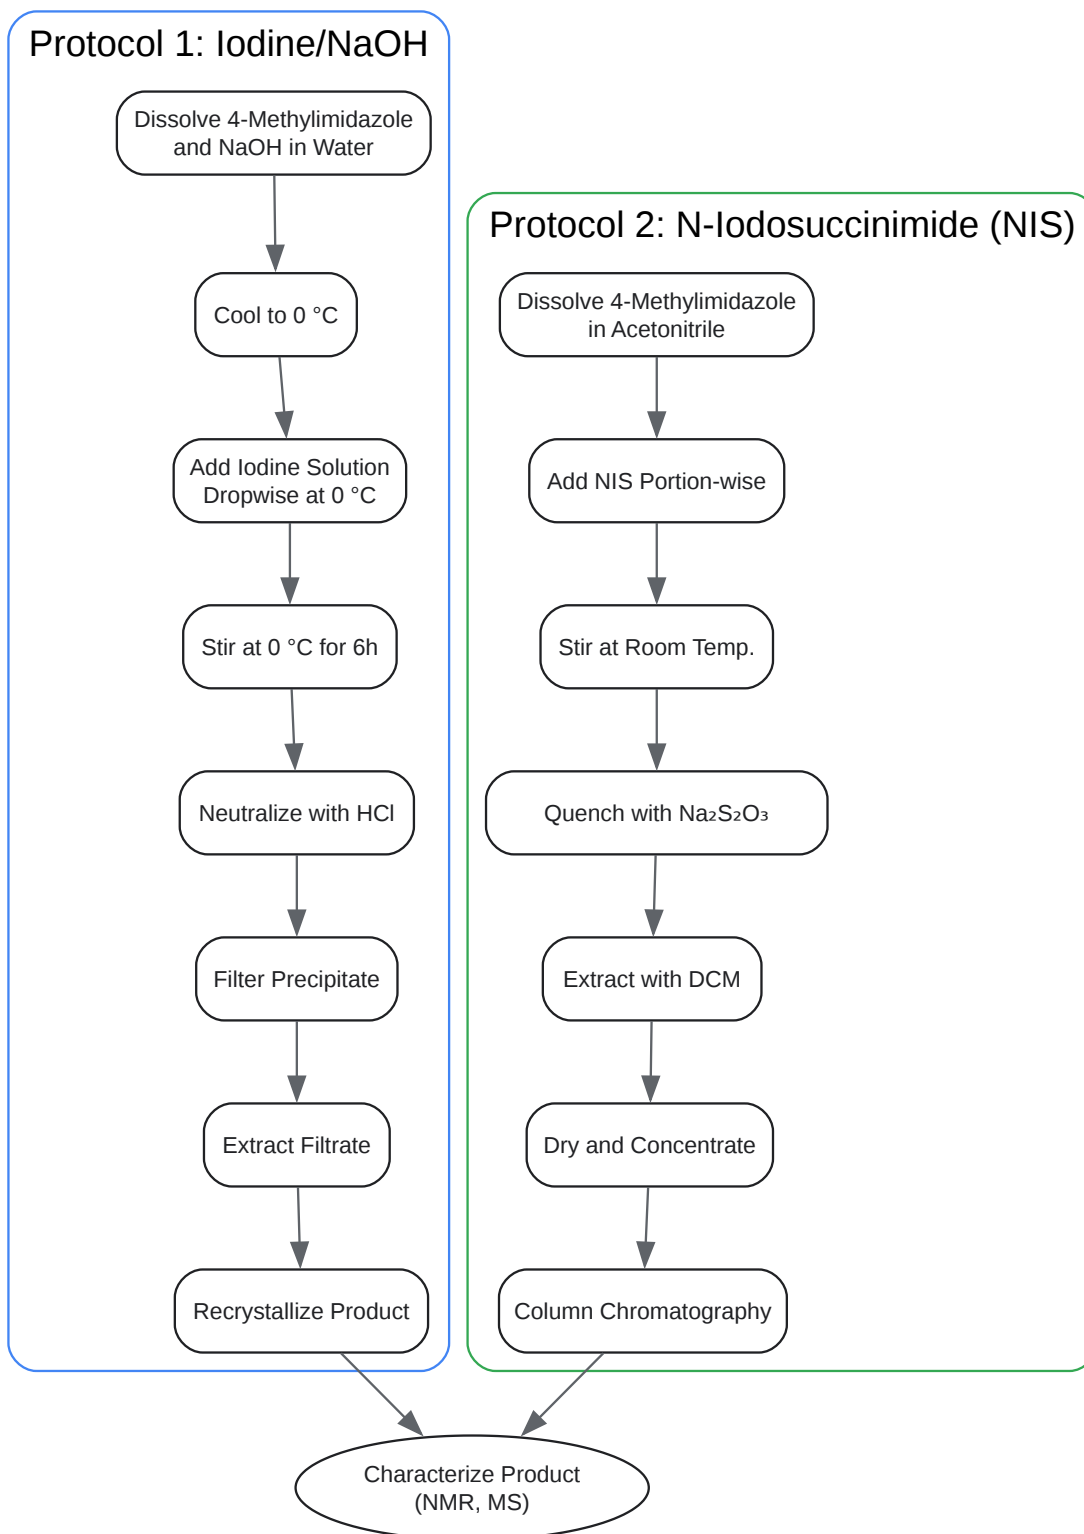 Protocol 1: Iodine/NaOH
Dissolve 4-Methylimidazole
and NaOH in Water
Cool to 0 °C
Add Iodine Solution
Dropwise at 0 °C
Stir at 0 °C for 6h
Neutralize with HCl
Filter Precipitate
Extract Filtrate
Recrystallize Product
Protocol 2: N-Iodosuccinimide (NIS)
Dissolve 4-Methylimidazole
in Acetonitrile
Add NIS Portion-wise
Stir at Room Temp.
Quench with Na₂S₂O₃
Extract with DCM
Dry and Concentrate
Column Chromatography
Characterize Product
(NMR, MS)